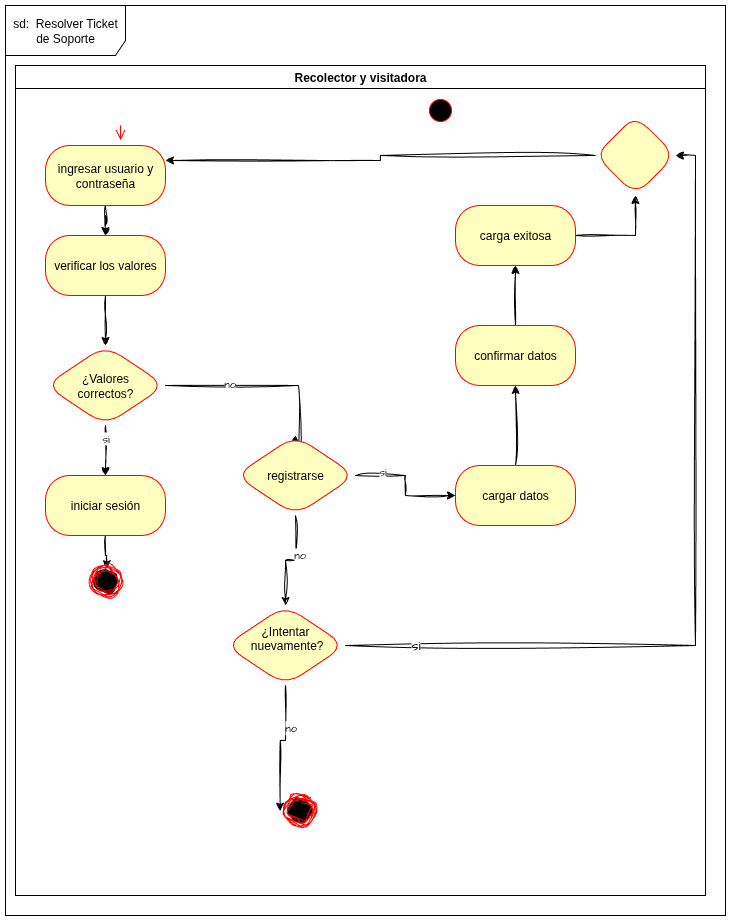 sd: Resolver Ticket
de Soporte
Recolector y visitadora
ingresar usuario y
contraseña
verificar los valores
¿Valores
correctos?
no
si
iniciar sesión
registrarse
si
cargar datos
confirmar datos
carga exitosa
no
¿Intentar
nuevamente?
si
no